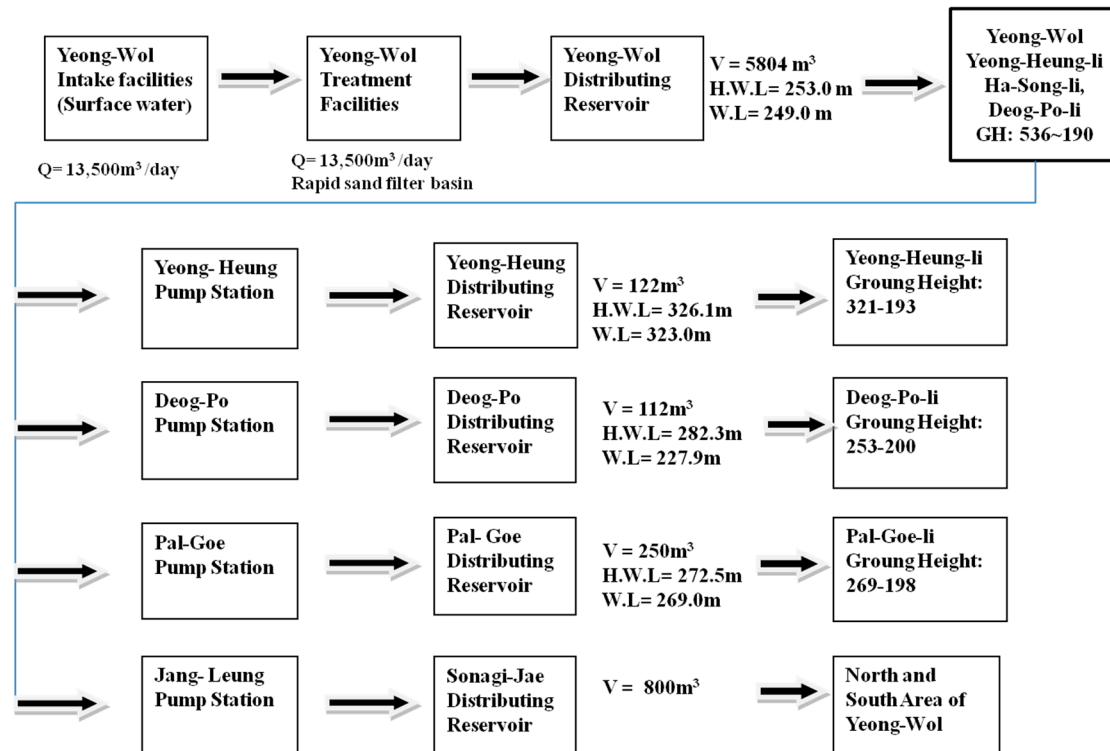 Yeong-Wol
Intake facilities
(Surface water)
Q= 13,500m³/day
Yeong-Wol
Treatment
Facilities
Q= 13,500m³/day
Rapid sand filter basin
Yeong-Wol
Distributing
Reservoir
V = 5804 m³
H.W.L= 253.0 m
W.L= 249.0 m
Yeong-Wol
Yeong-Heung-li
Ha-Song-li,
Deog-Po-li
GH: 536~190
Yeong- Heung
Pump Station
Yeong-Heung
Distributing
Reservoir
V = 122m³
H.W.L= 326.1m
W.L= 323.0m
Yeong-Heung-li
Groung Height:
321-193
Deog-Po
Pump Station
Deog-Po
Distributing
Reservoir
V = 112m³
H.W.L= 282.3m
W.L= 227.9m
Deog-Po-li
Groung Height:
253-200
Pal-Goe
Pump Station
Pal- Goe
Distributing
Reservoir
V = 250m³
H.W.L= 272.5m
W.L= 269.0m
Pal-Goe-li
Groung Height:
269-198
Jang- Leung
Pump Station
Sonagi-Jae
Distributing
Reservoir
V =  800m³
North and
South Area of
Yeong-Wol